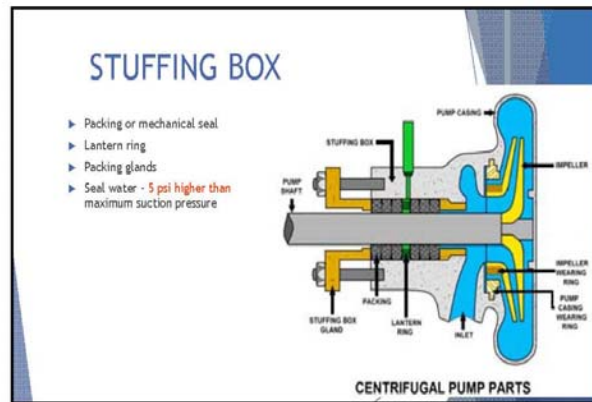 STUFFING BOX
Packing or mechanical seal
Lantern ring
Packing glands
Seal water - 5 psi higher than
maximum suction pressure
PUMP CASING
STUFFING BOX
IMPELLER
PUMP
SHAFT
IMPELLER
WEARING
RING
PACKING
PUMP
CASING
WEARING
RING
STUFFING BOX
GLAND
LANTERN
RING
INLET
CENTRIFUGAL PUMP PARTS